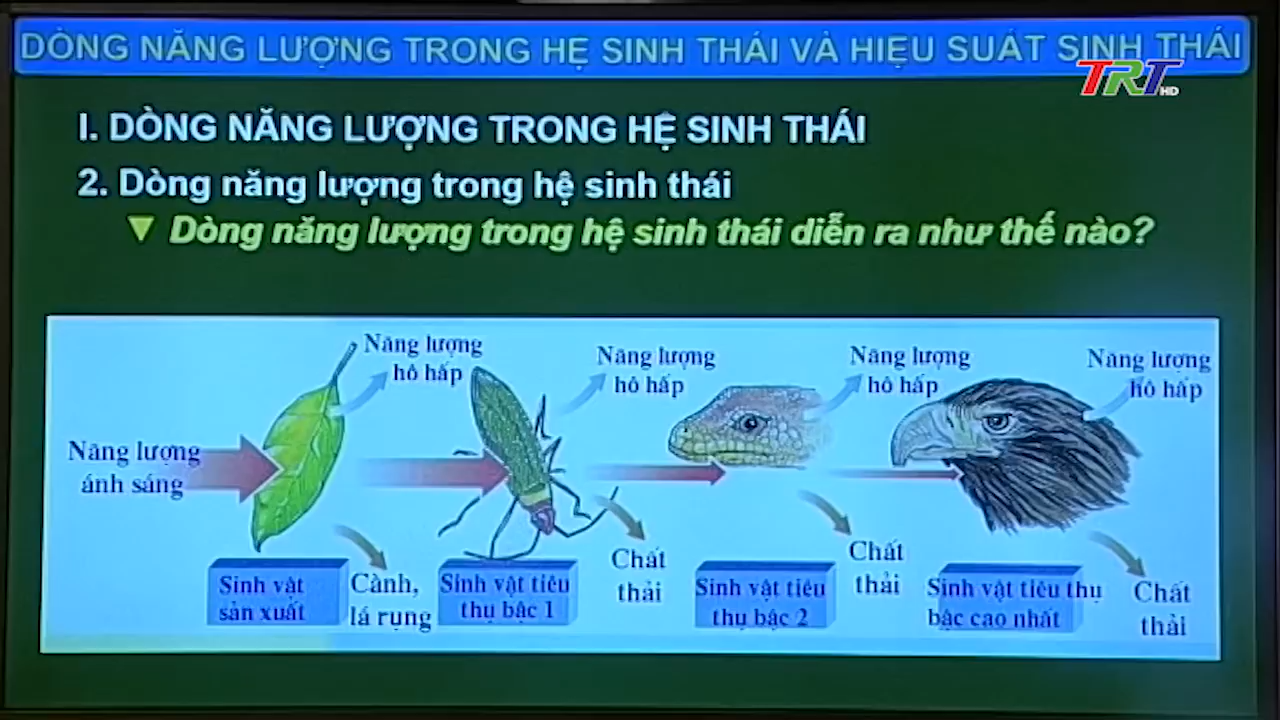 DÒNG NĂNG LƯỢNG TRONG HỆ SINH THÁI VÀ HIỆU SUẤT SINH THÁI
TRT HD
I. DÒNG NĂNG LƯỢNG TRONG HỆ SINH THÁI
2. Dòng năng lượng trong hệ sinh thái
▼ Dòng năng lượng trong hệ sinh thái diễn ra như thế nào?
Năng lượng
hô hấp
Năng lượng
hô hấp
Năng lượng
hô hấp
Năng lượng
hô hấp
Năng lượng
ánh sáng
Sinh vật
sản xuất
Cành,
lá rụng
Sinh vật tiêu
thụ bậc 1
Chất
thải
Sinh vật tiêu
thụ bậc 2
Chất
thải
Sinh vật tiêu thụ
bậc cao nhất
Chất
thải